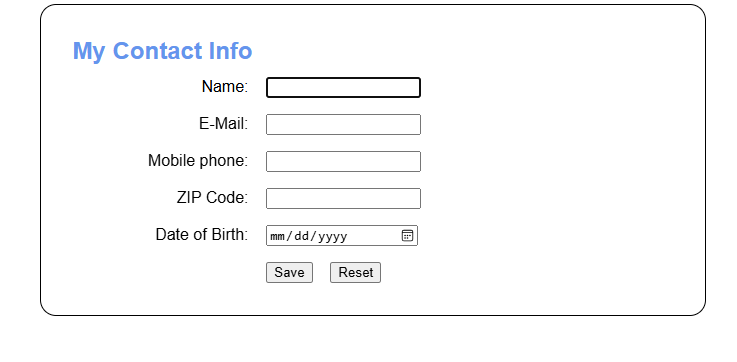 My Contact Info
Name:
E-Mail:
Mobile phone:
ZIP Code:
Date of Birth: mm/dd/yyyy
Save Reset